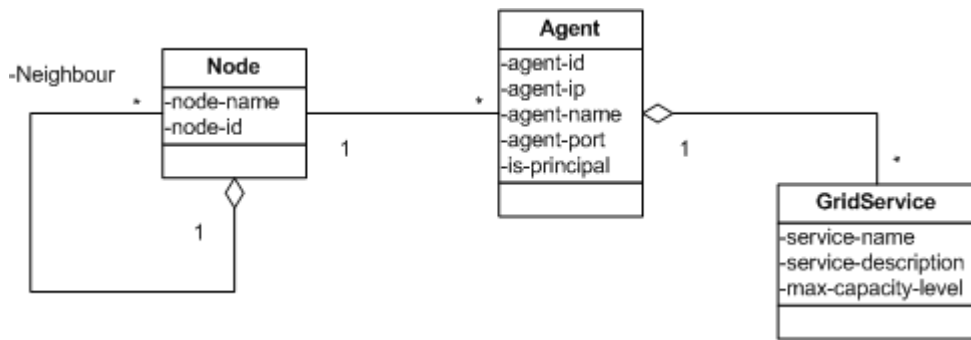 -Neighbour
*
Node
-node-name
-node-id
1
1
*
Agent
-agent-id
-agent-ip
-agent-name
-agent-port
-is-principal
1
*
GridService
-service-name
-service-description
-max-capacity-level